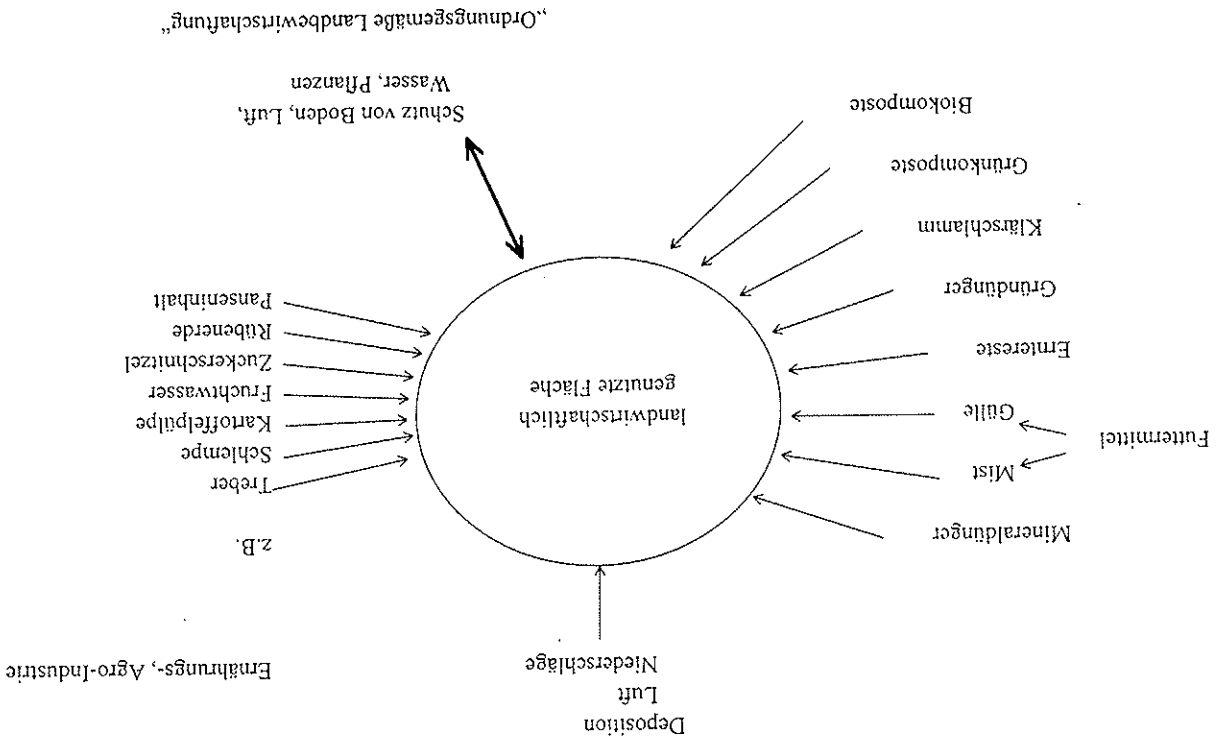 Deposition
Luft
Niederschläge
Ernährungs-, Agro-Industrie
Mineraldünger
Mist
Gülle
Futtermittel
Erntereste
Gründünger
Klärschlamm
Grünkomposte
Biokomposte
landwirtschaftlich
genutzte Fläche
z.B.
Treber
Schlempe
Kartoffelpülpe
Fruchtwasser
Zuckerschnitzel
Rübenerde
Panseninhalt
Schutz von Boden, Luft,
Wasser, Pflanzen
„Ordnungsgemäße Landbewirtschaftung“